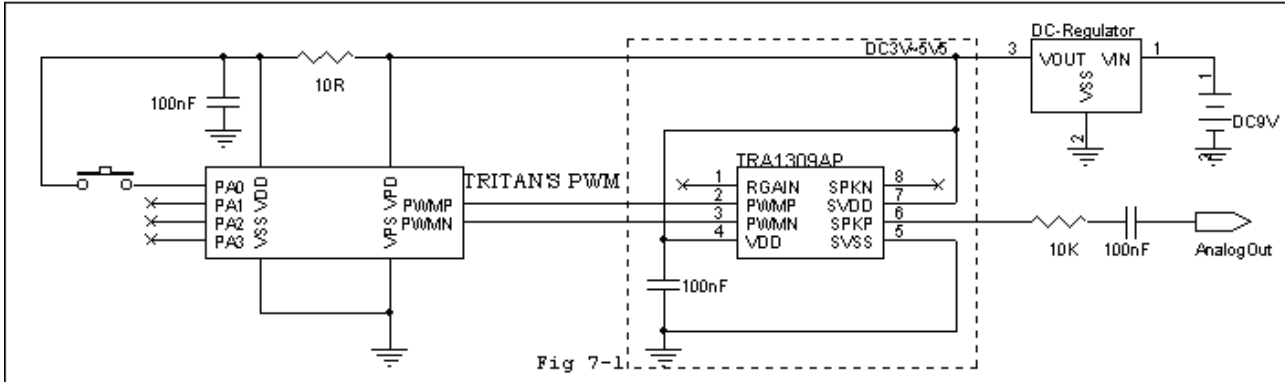 DC-Regulator
DC3V~5V5
3
VOUT
VIN
1
VSS
2
1
DC9V
2
10R
100nF
TRA1309AP
TRITAN'S PWM
PA0
PA1
PA2
PA3
VDD
VSS
VPD
VPS
PWMP
PWMN
1
2
3
4
RGAIN
PWMP
PWMN
VDD
SPKN
SVDD
SPKP
SVSS
8
7
6
5
10K
100nF
AnalogOut
100nF
Fig 7-1